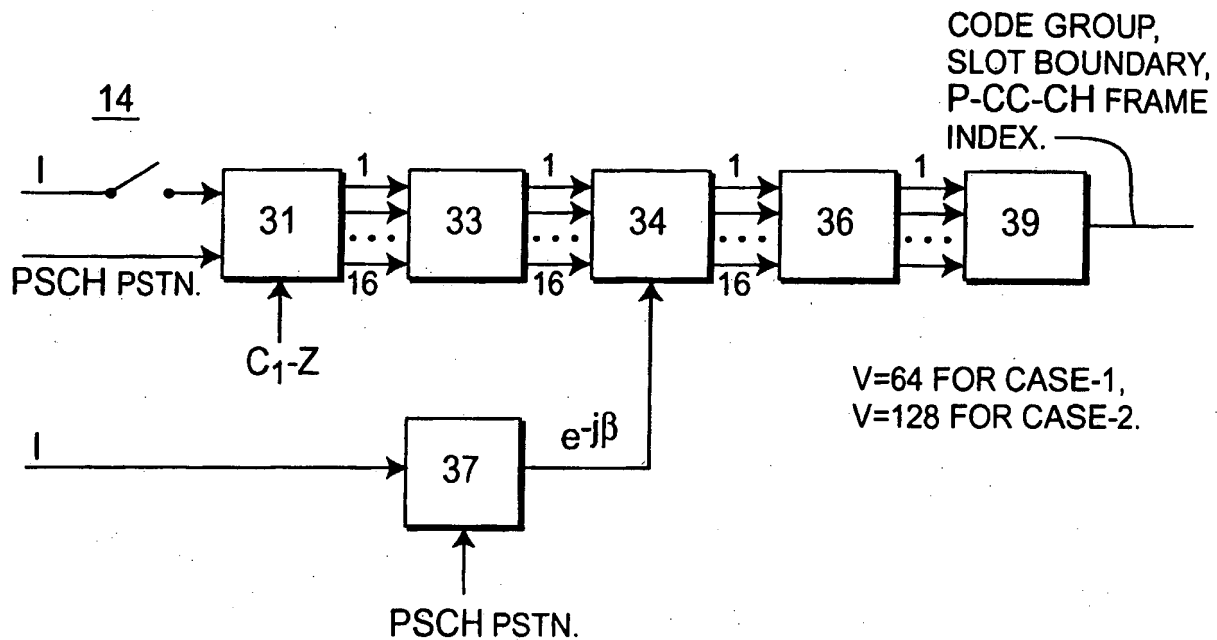 CODE GROUP,
SLOT BOUNDARY,
P-CC-CH FRAME
INDEX.
14
I
1
1
1
1
31
33
34
36
39
PSCH PSTN.
16
16
16
C1-Z
V=64 FOR CASE-1,
V=128 FOR CASE-2.
I
37
e-jβ
PSCH PSTN.